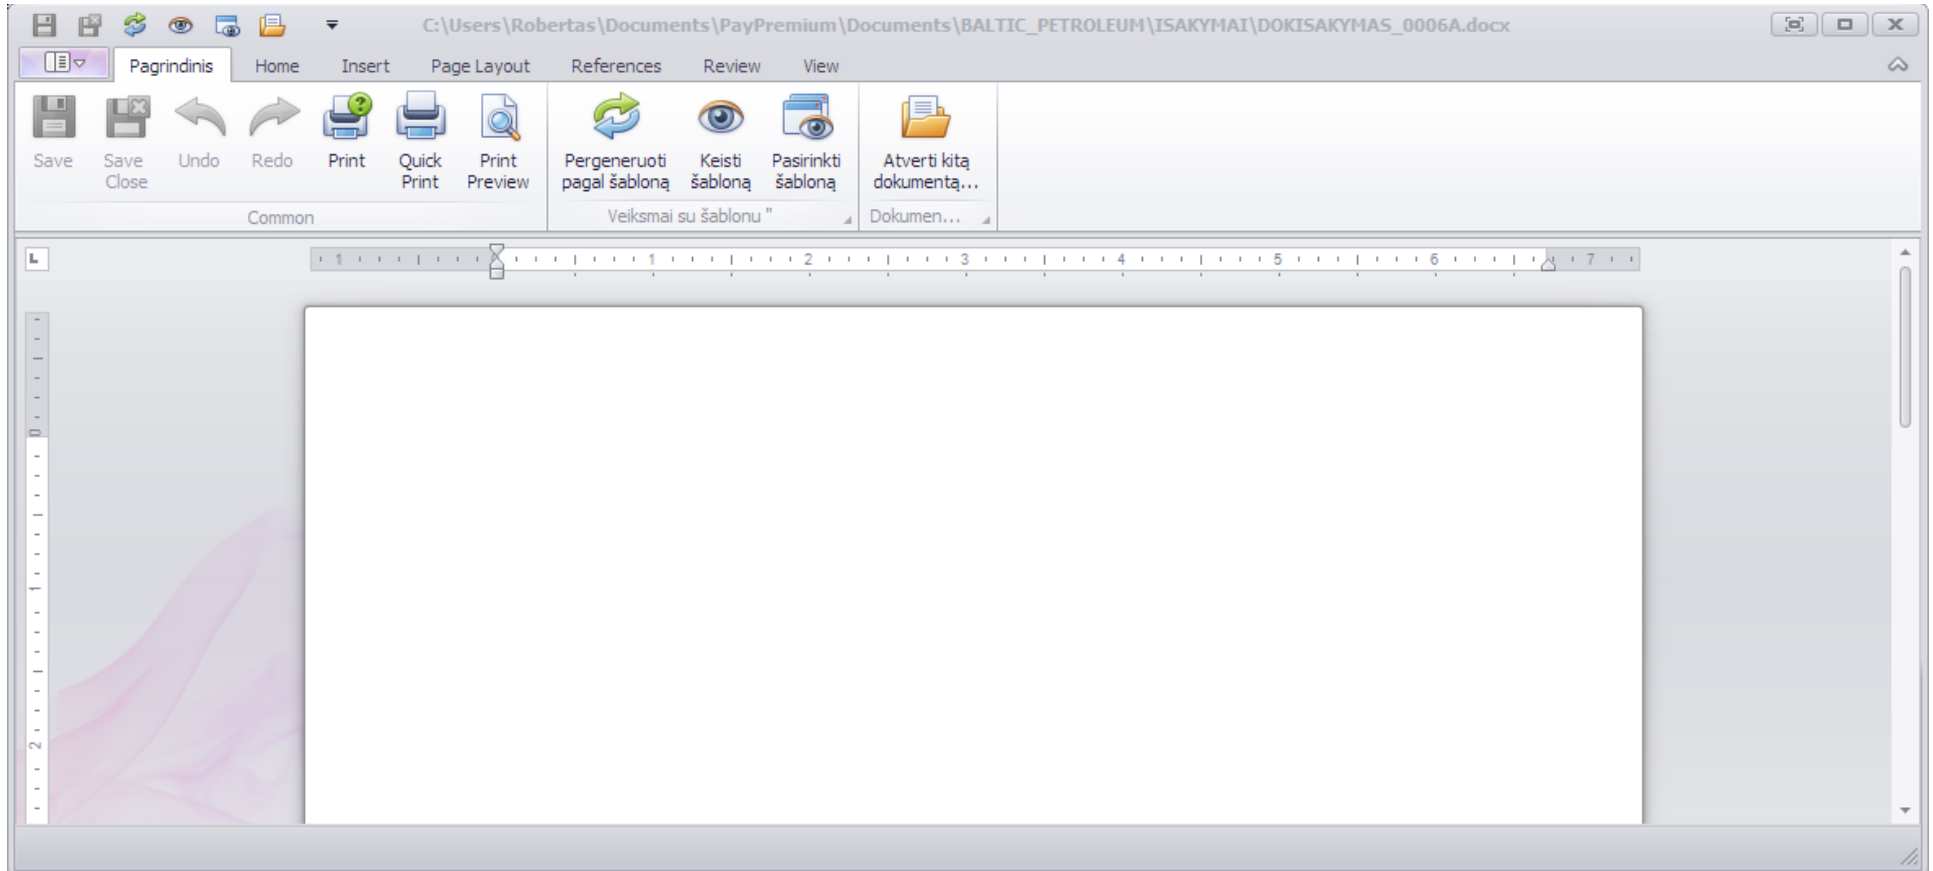 C:\Users\Robertas\Documents\PayPremium\Documents\BALTIC_PETROLEUM\ISAKYMAI\DOKISAKYMAS_0006A.docx
Pagrindinis Home Insert Page Layout References Review View
Save Save Close Undo Redo Print Quick Print Print Preview Pergeneruoti pagal šabloną Keisti šabloną Pasirinkti šabloną Atverti kitą dokumentą...
Common Veiksmai su šablonu " Dokumen...
L 1 1 2 3 4 5 6 7
0
1
2